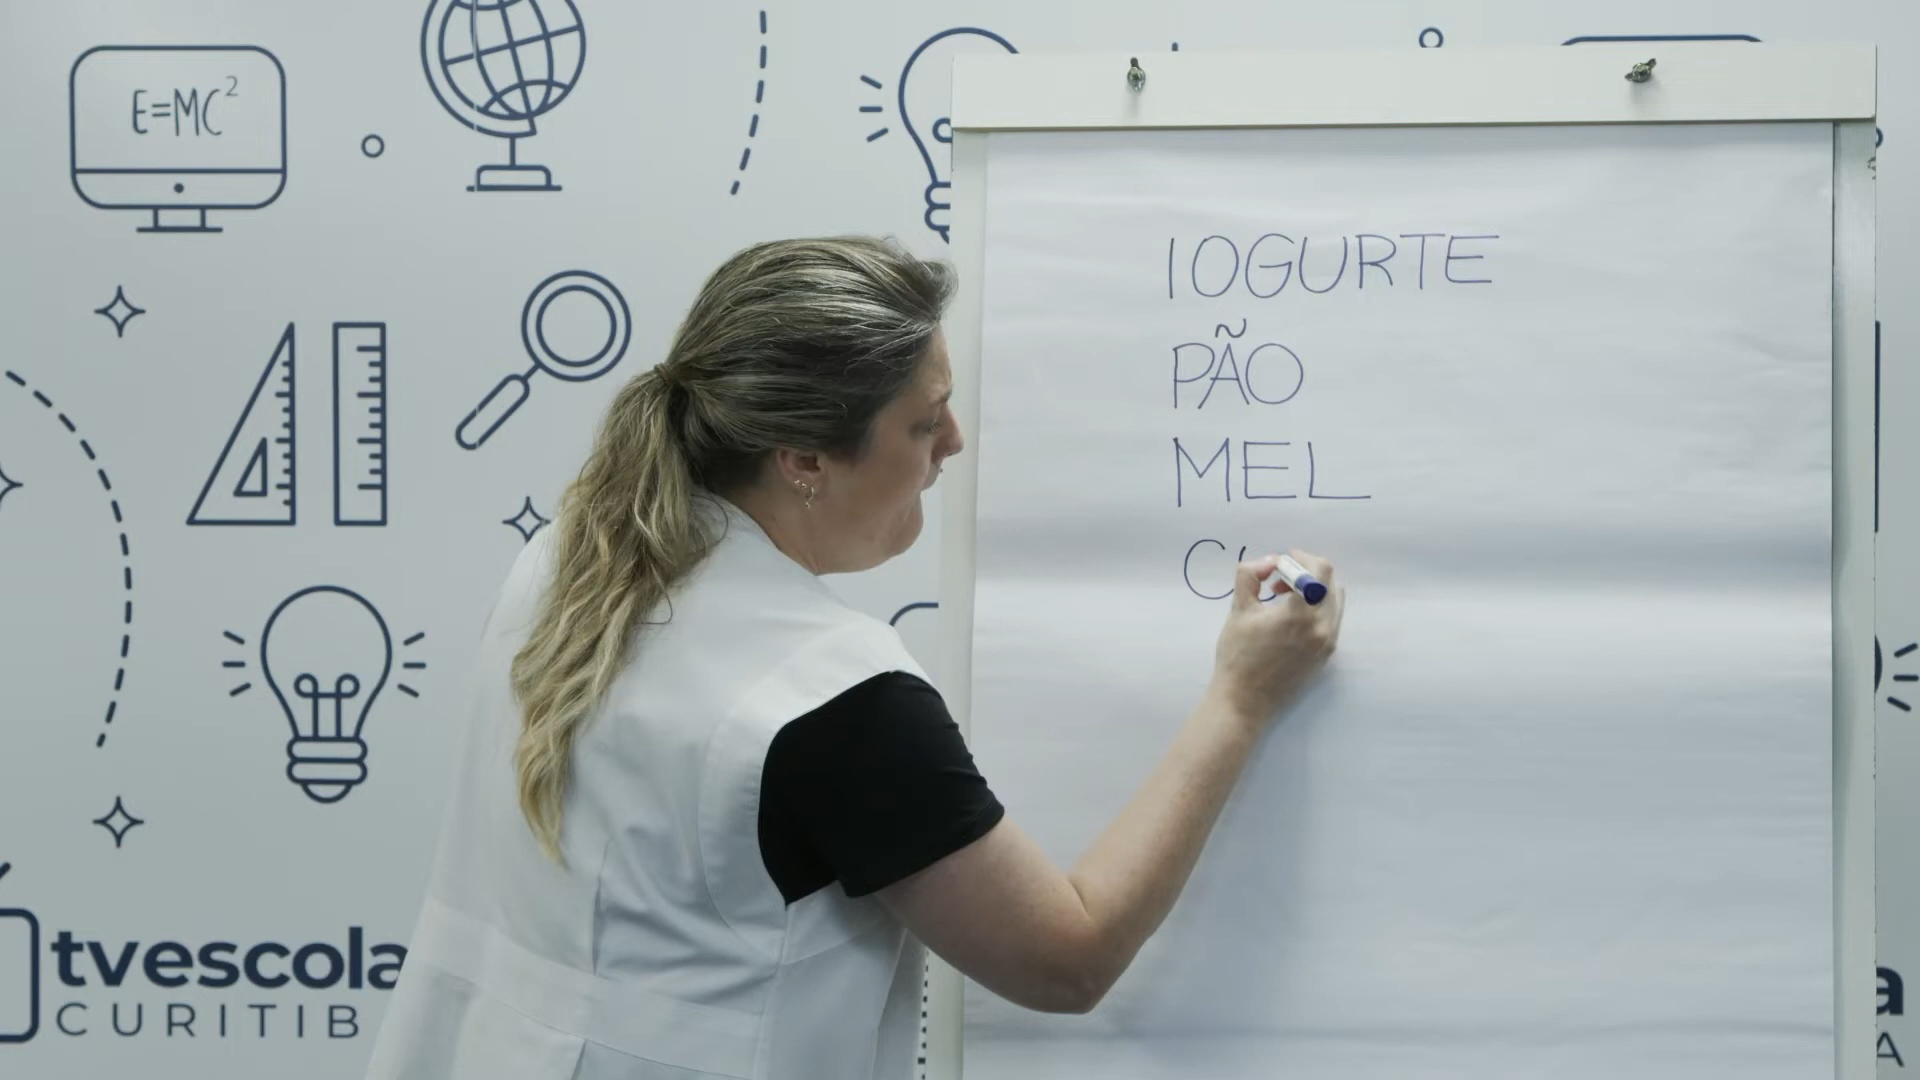 E=MC²
IOGURTE
PÃO
MEL
tvescola
CURITIB
a
A